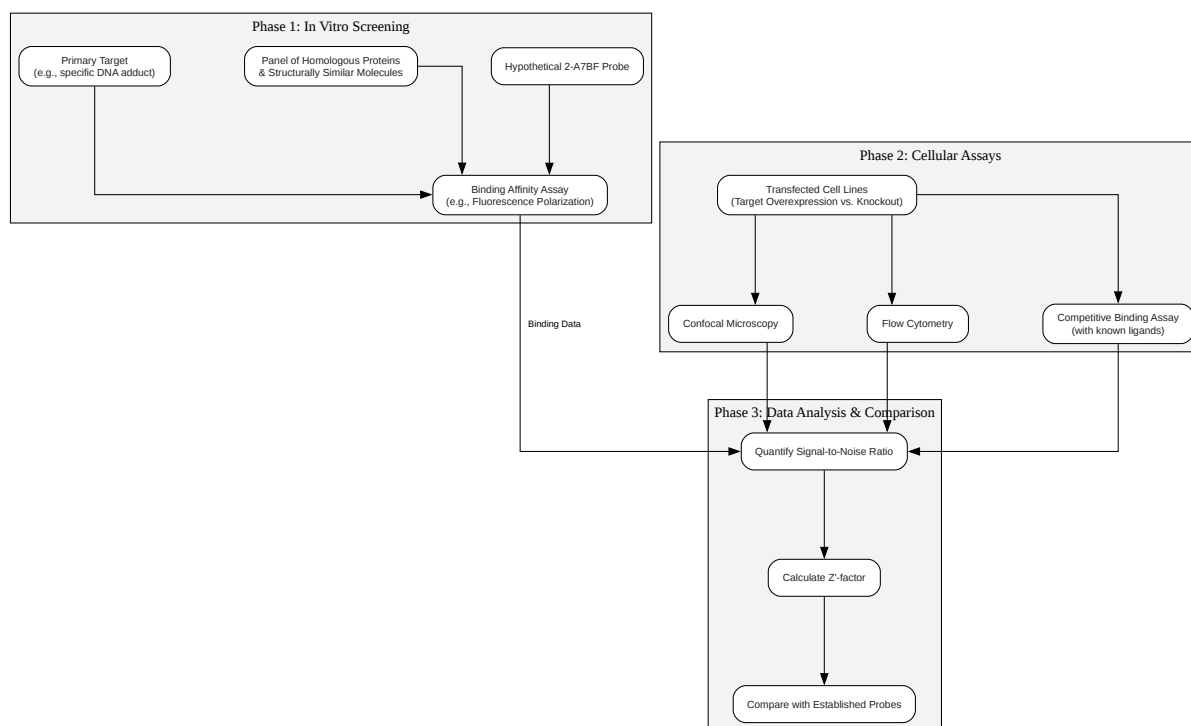 Phase 1: In Vitro Screening
Primary Target
(e.g., specific DNA adduct)
Panel of Homologous Proteins
& Structurally Similar Molecules
Hypothetical 2-A7BF Probe
Binding Affinity Assay
(e.g., Fluorescence Polarization)
Phase 2: Cellular Assays
Transfected Cell Lines
(Target Overexpression vs. Knockout)
Confocal Microscopy
Flow Cytometry
Competitive Binding Assay
(with known ligands)
Binding Data
Phase 3: Data Analysis & Comparison
Quantify Signal-to-Noise Ratio
Calculate Z'-factor
Compare with Established Probes